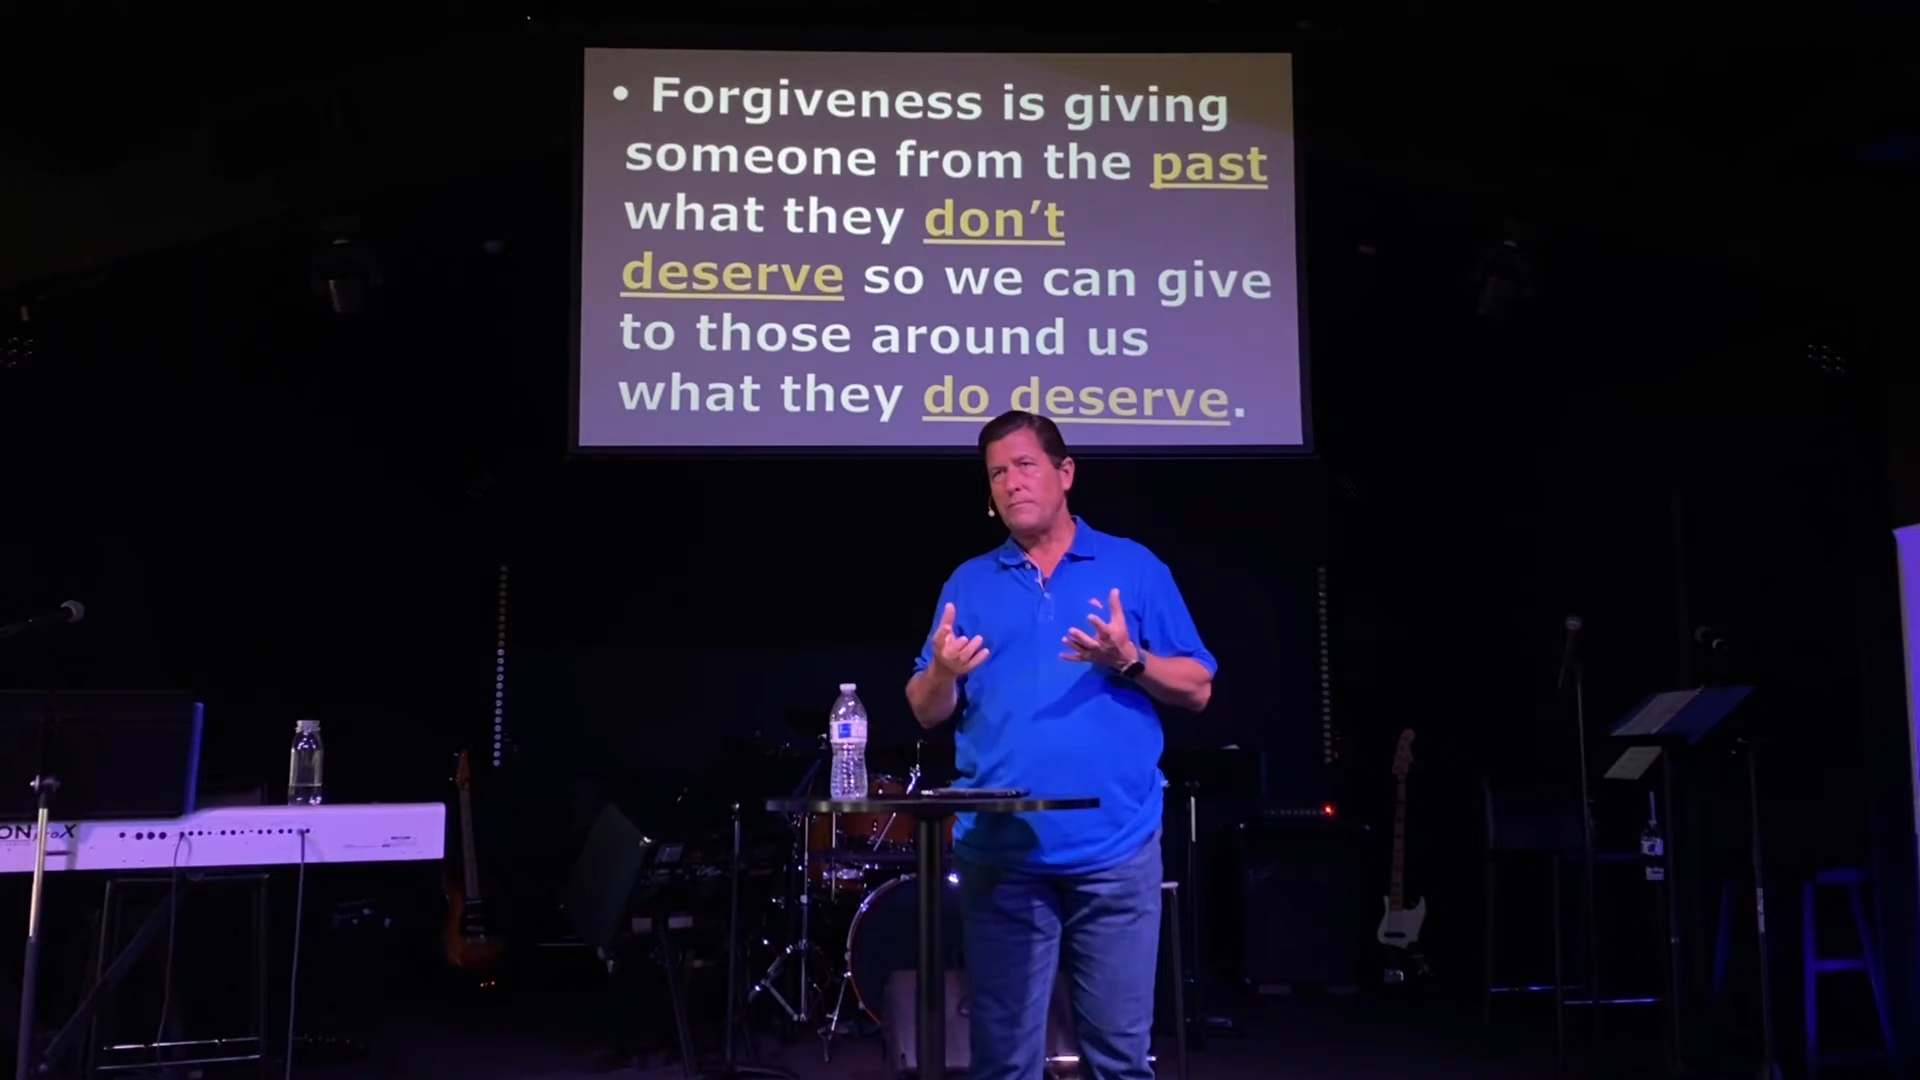 • Forgiveness is giving
someone from the past
what they don’t
deserve so we can give
to those around us
what they do deserve.